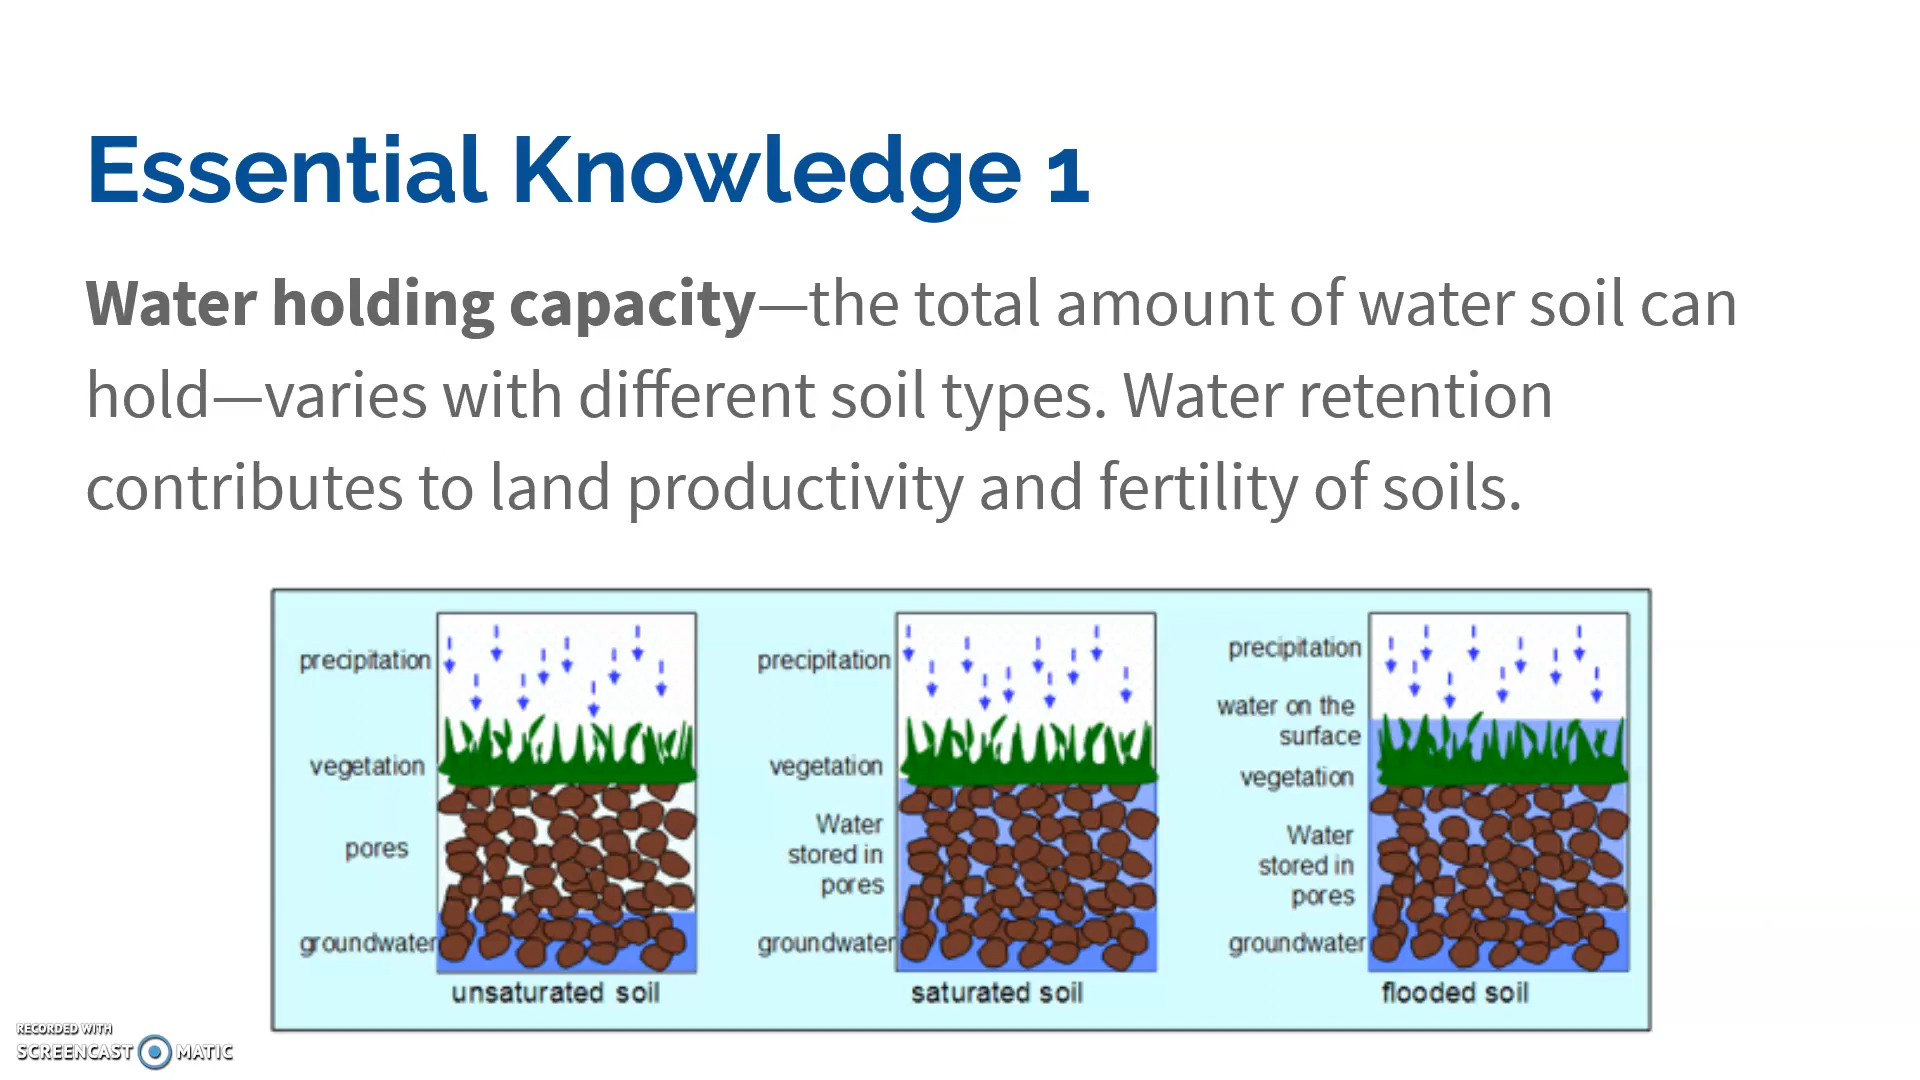 Essential Knowledge 1
Water holding capacity—the total amount of water soil can
hold—varies with different soil types. Water retention
contributes to land productivity and fertility of soils.
precipitation
vegetation
pores
groundwater
unsaturated soil
precipitation
vegetation
Water
stored in
pores
groundwater
saturated soil
precipitation
water on the
surface
vegetation
Water
stored in
pores
groundwater
flooded soil
RECORDED WITH
SCREENCAST MATIC